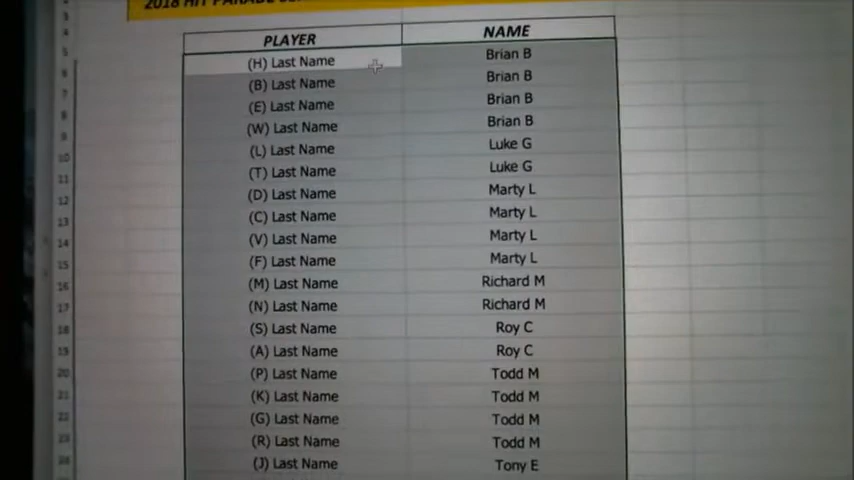 2018 HIT PARADE
PLAYER NAME
(H) Last Name Brian B
(B) Last Name Brian B
(E) Last Name Brian B
(W) Last Name Brian B
(L) Last Name Luke G
(T) Last Name Luke G
(D) Last Name Marty L
(C) Last Name Marty L
(V) Last Name Marty L
(F) Last Name Marty L
(M) Last Name Richard M
(N) Last Name Richard M
(S) Last Name Roy C
(A) Last Name Roy C
(P) Last Name Todd M
(K) Last Name Todd M
(G) Last Name Todd M
(R) Last Name Todd M
(J) Last Name Tony E